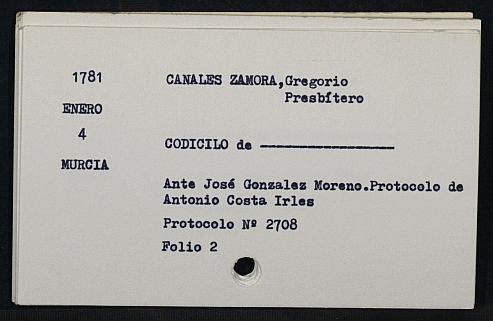 1781
ENERO
4
MURCIA
CANALES ZAMORA,Gregorio
Presbítero
CODICILO de ————————
Ante José Gonzalez Moreno.Protocolo de
Antonio Costa Irles
Protocolo Nº 2708
Folio 2